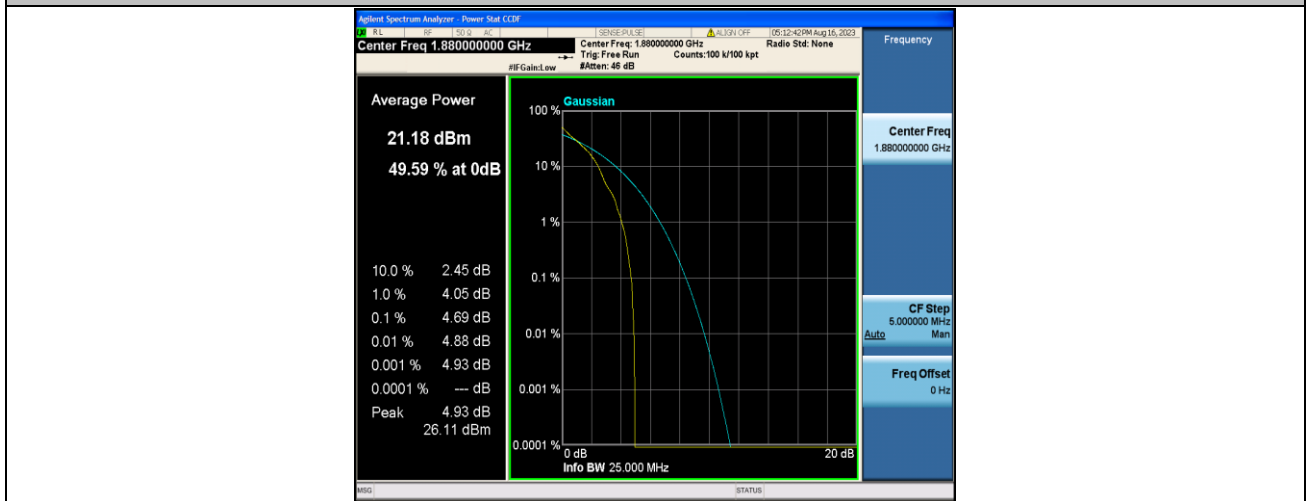 Agilent Spectrum Analyzer - Power Stat CCDF
LXI RL RF 50 Ω AC SENSE:PULSE ALIGN OFF 05:12:42PM Aug 16, 2023
Center Freq 1.880000000 GHz
Center Freq: 1.880000000 GHz Radio Std: None
Trig: Free Run Counts:100 k/100 kpt
#IFGain:Low #Atten: 46 dB
Frequency
Average Power
21.18 dBm
49.59 % at 0dB
10.0 % 2.45 dB
1.0 % 4.05 dB
0.1 % 4.69 dB
0.01 % 4.88 dB
0.001 % 4.93 dB
0.0001 % --- dB
Peak 4.93 dB
26.11 dBm
Gaussian
100 %
10 %
1 %
0.1 %
0.01 %
0.001 %
0.0001 %
0 dB 20 dB
Info BW 25.000 MHz
Center Freq
1.880000000 GHz
CF Step
5.000000 MHz
Auto Man
Freq Offset
0 Hz
MSG STATUS